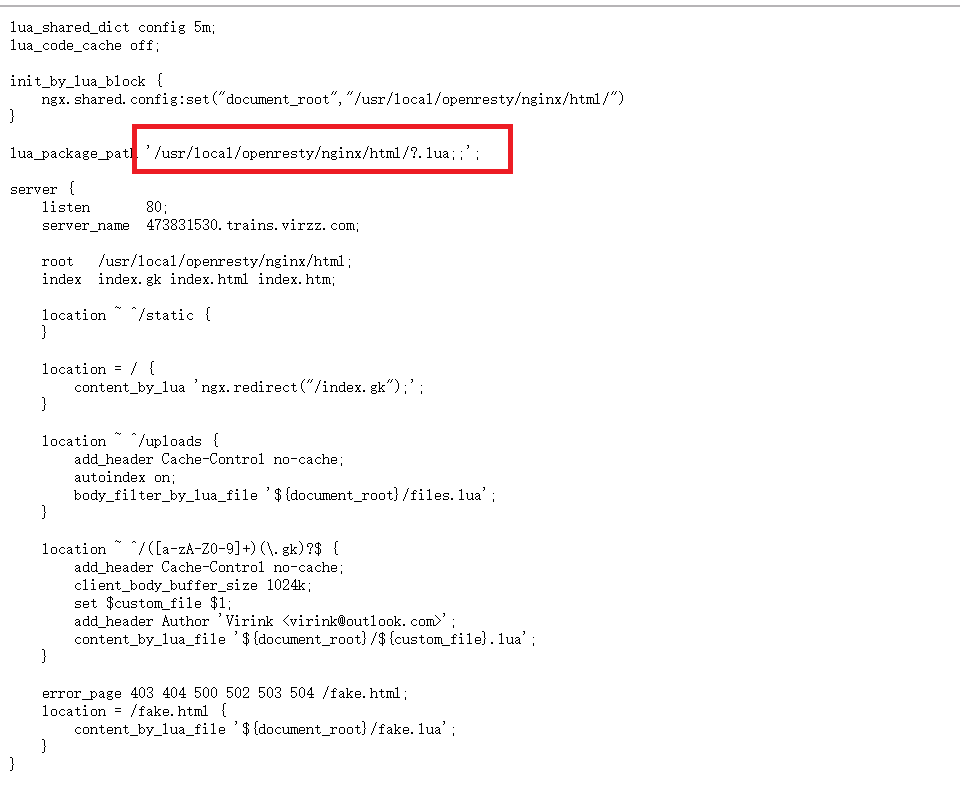 lua_shared_dict config 5m;
lua_code_cache off;
init_by_lua_block {
    ngx.shared.config:set("document_root","/usr/local/openresty/nginx/html/")
}
lua_package_path '/usr/local/openresty/nginx/html/?.lua;;';
server {
    listen       80;
    server_name  473831530.trains.virzz.com;
    root   /usr/local/openresty/nginx/html;
    index  index.gk index.html index.htm;
    location ~ ^/static {
    }
    location = / {
        content_by_lua 'ngx.redirect("/index.gk");';
    }
    location ~ ^/uploads {
        add_header Cache-Control no-cache;
        autoindex on;
        body_filter_by_lua_file '${document_root}/files.lua';
    }
    location ~ ^/([a-zA-Z0-9]+)(\.gk)?$ {
        add_header Cache-Control no-cache;
        client_body_buffer_size 1024k;
        set $custom_file $1;
        add_header Author 'Virink <virink@outlook.com>';
        content_by_lua_file '${document_root}/${custom_file}.lua';
    }
    error_page 403 404 500 502 503 504 /fake.html;
    location = /fake.html {
        content_by_lua_file '${document_root}/fake.lua';
    }
}